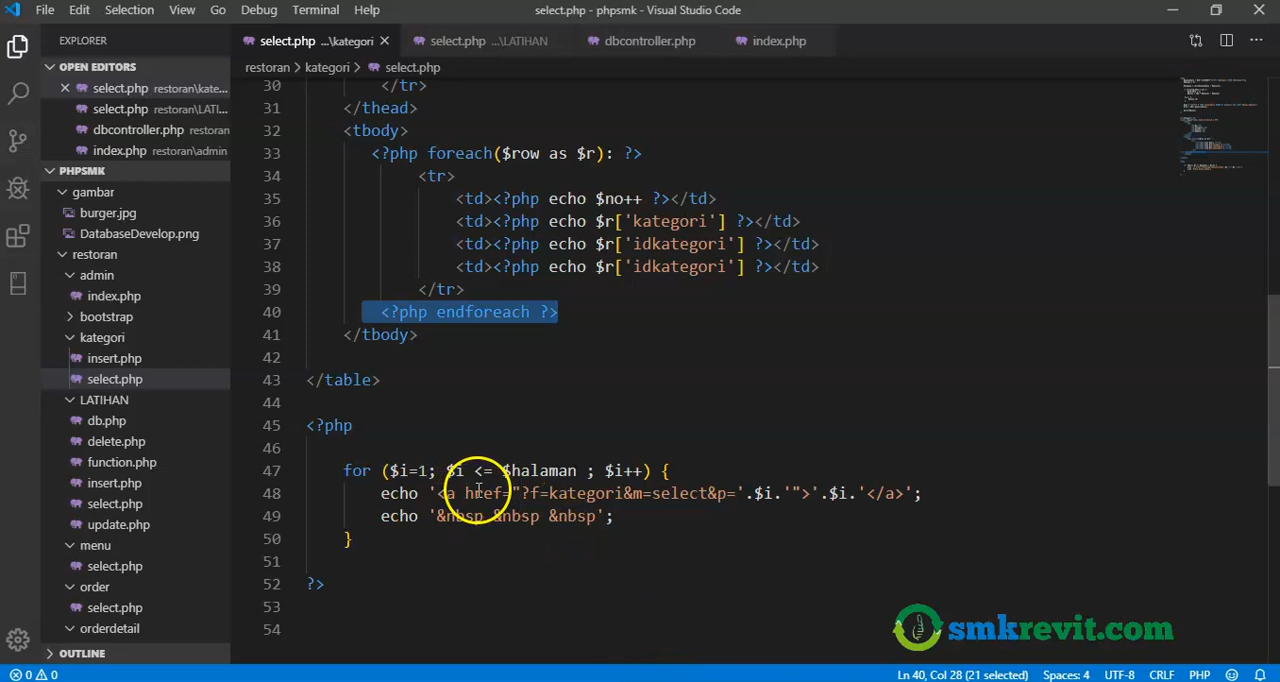 File Edit Selection View Go Debug Terminal Help select.php - phpsmk - Visual Studio Code
EXPLORER
OPEN EDITORS
select.php restoran\kate...
select.php restoran\LATI...
dbcontroller.php restoran
index.php restoran\admin
PHPSMK
gambar
burger.jpg
DatabaseDevelop.png
restoran
admin
index.php
bootstrap
kategori
insert.php
select.php
LATIHAN
db.php
delete.php
function.php
insert.php
select.php
update.php
menu
select.php
order
select.php
orderdetail
OUTLINE
select.php ...\kategori select.php ...\LATIHAN dbcontroller.php index.php
restoran > kategori > select.php
30 </tr>
31 </thead>
32 <tbody>
33 <?php foreach($row as $r): ?>
34 <tr>
35 <td><?php echo $no++ ?></td>
36 <td><?php echo $r['kategori'] ?></td>
37 <td><?php echo $r['idkategori'] ?></td>
38 <td><?php echo $r['idkategori'] ?></td>
39 </tr>
40 <?php endforeach ?>
41 </tbody>
42
43 </table>
44
45 <?php
46
47 for ($i=1; $i <= $halaman ; $i++) {
48 echo '<a href="?f=kategori&m=select&p='.$i.'">'.$i.'</a>';
49 echo '&nbsp &nbsp &nbsp';
50 }
51
52 ?>
53
54
smkrevit.com
0 0 Ln 40, Col 28 (21 selected) Spaces: 4 UTF-8 CRLF PHP